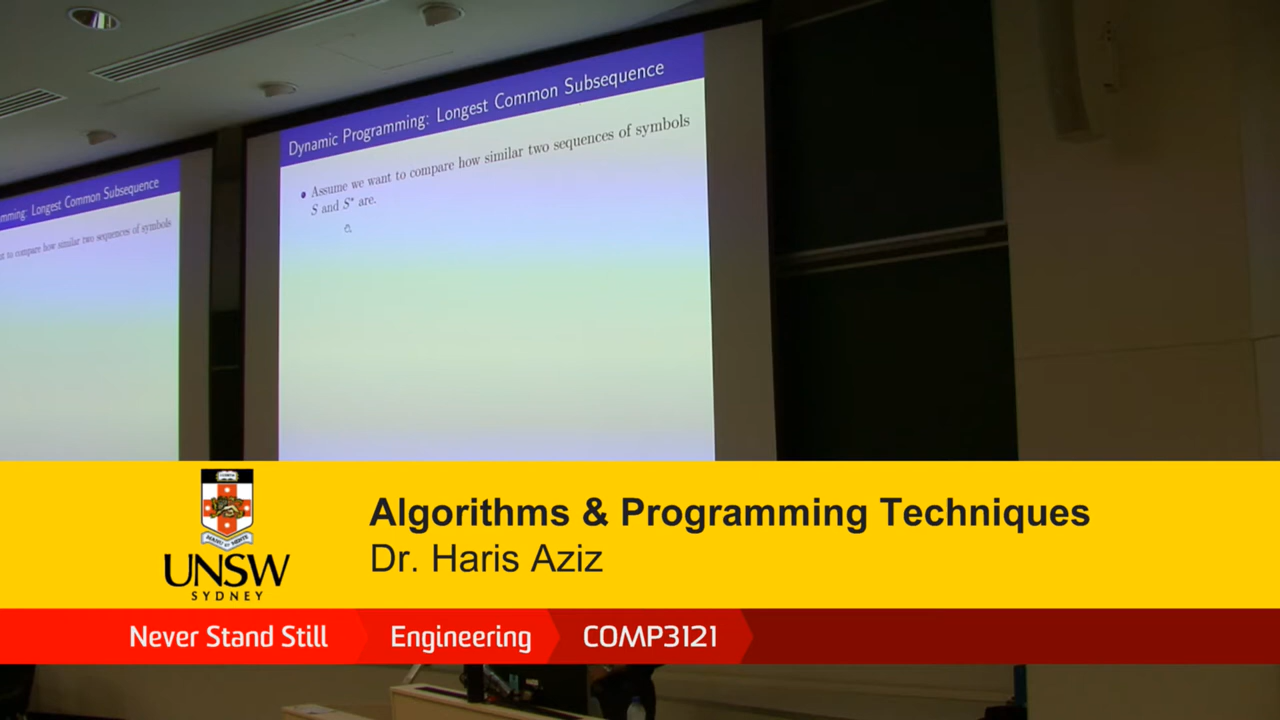 Dynamic Programming: Longest Common Subsequence
Assume we want to compare how similar two sequences of symbols
S and S* are.
mming: Longest Common Subsequence
nt to compare how similar two sequences of symbols
UNSW
SYDNEY
Algorithms & Programming Techniques
Dr. Haris Aziz
Never Stand Still
Engineering
COMP3121